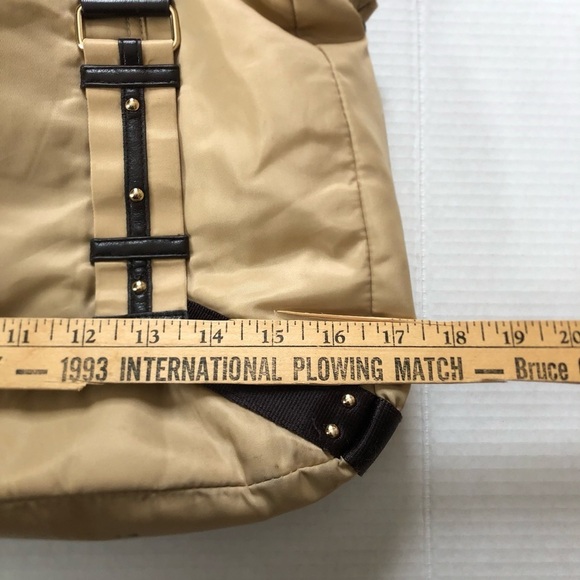 11 12 13 14 15 16 17 18 19 20
— 1993 INTERNATIONAL PLOWING MATCH — Bruce